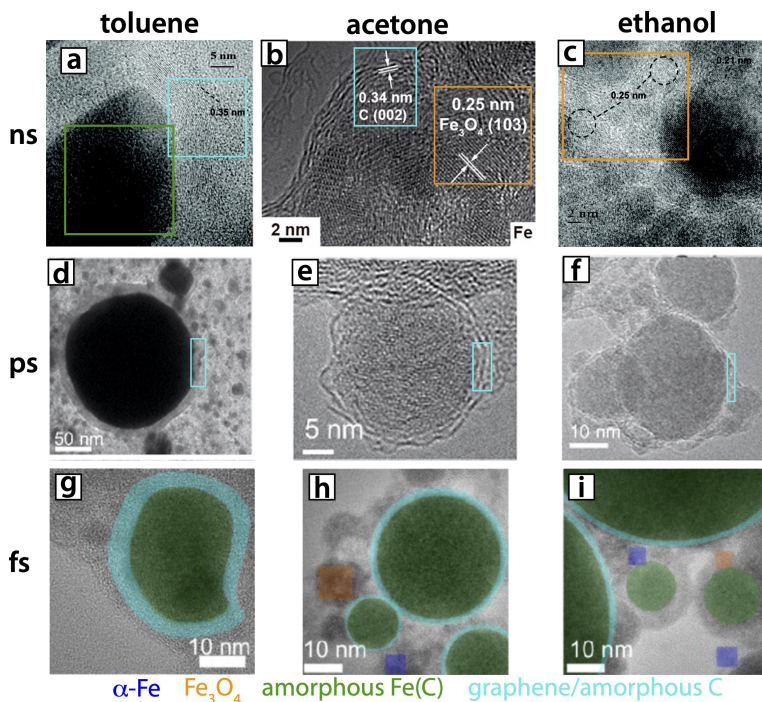 toluene acetone ethanol
ns
a
5 nm
0.35 nm
b
0.34 nm
C (002)
0.25 nm
Fe₃O₄ (103)
2 nm
Fe
c
0.21 nm
0.25 nm
2 nm
ps
d
50 nm
e
5 nm
f
10 nm
fs
g
10 nm
h
10 nm
i
10 nm
α-Fe Fe₃O₄ amorphous Fe(C) graphene/amorphous C